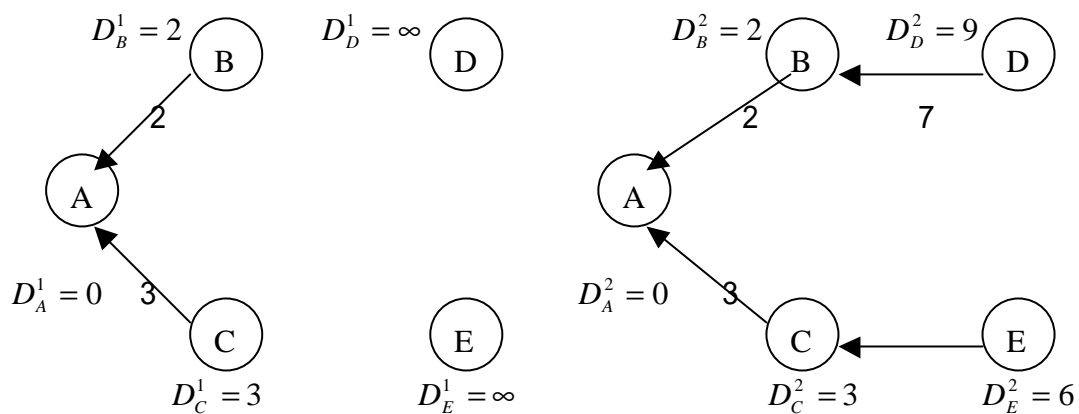 D_B^1 = 2
D_D^1 = ∞
D_B^2 = 2
D_D^2 = 9
B
D
B
D
2
2
7
A
A
D_A^1 = 0
3
D_A^2 = 0
3
C
E
C
E
D_C^1 = 3
D_E^1 = ∞
D_C^2 = 3
D_E^2 = 6